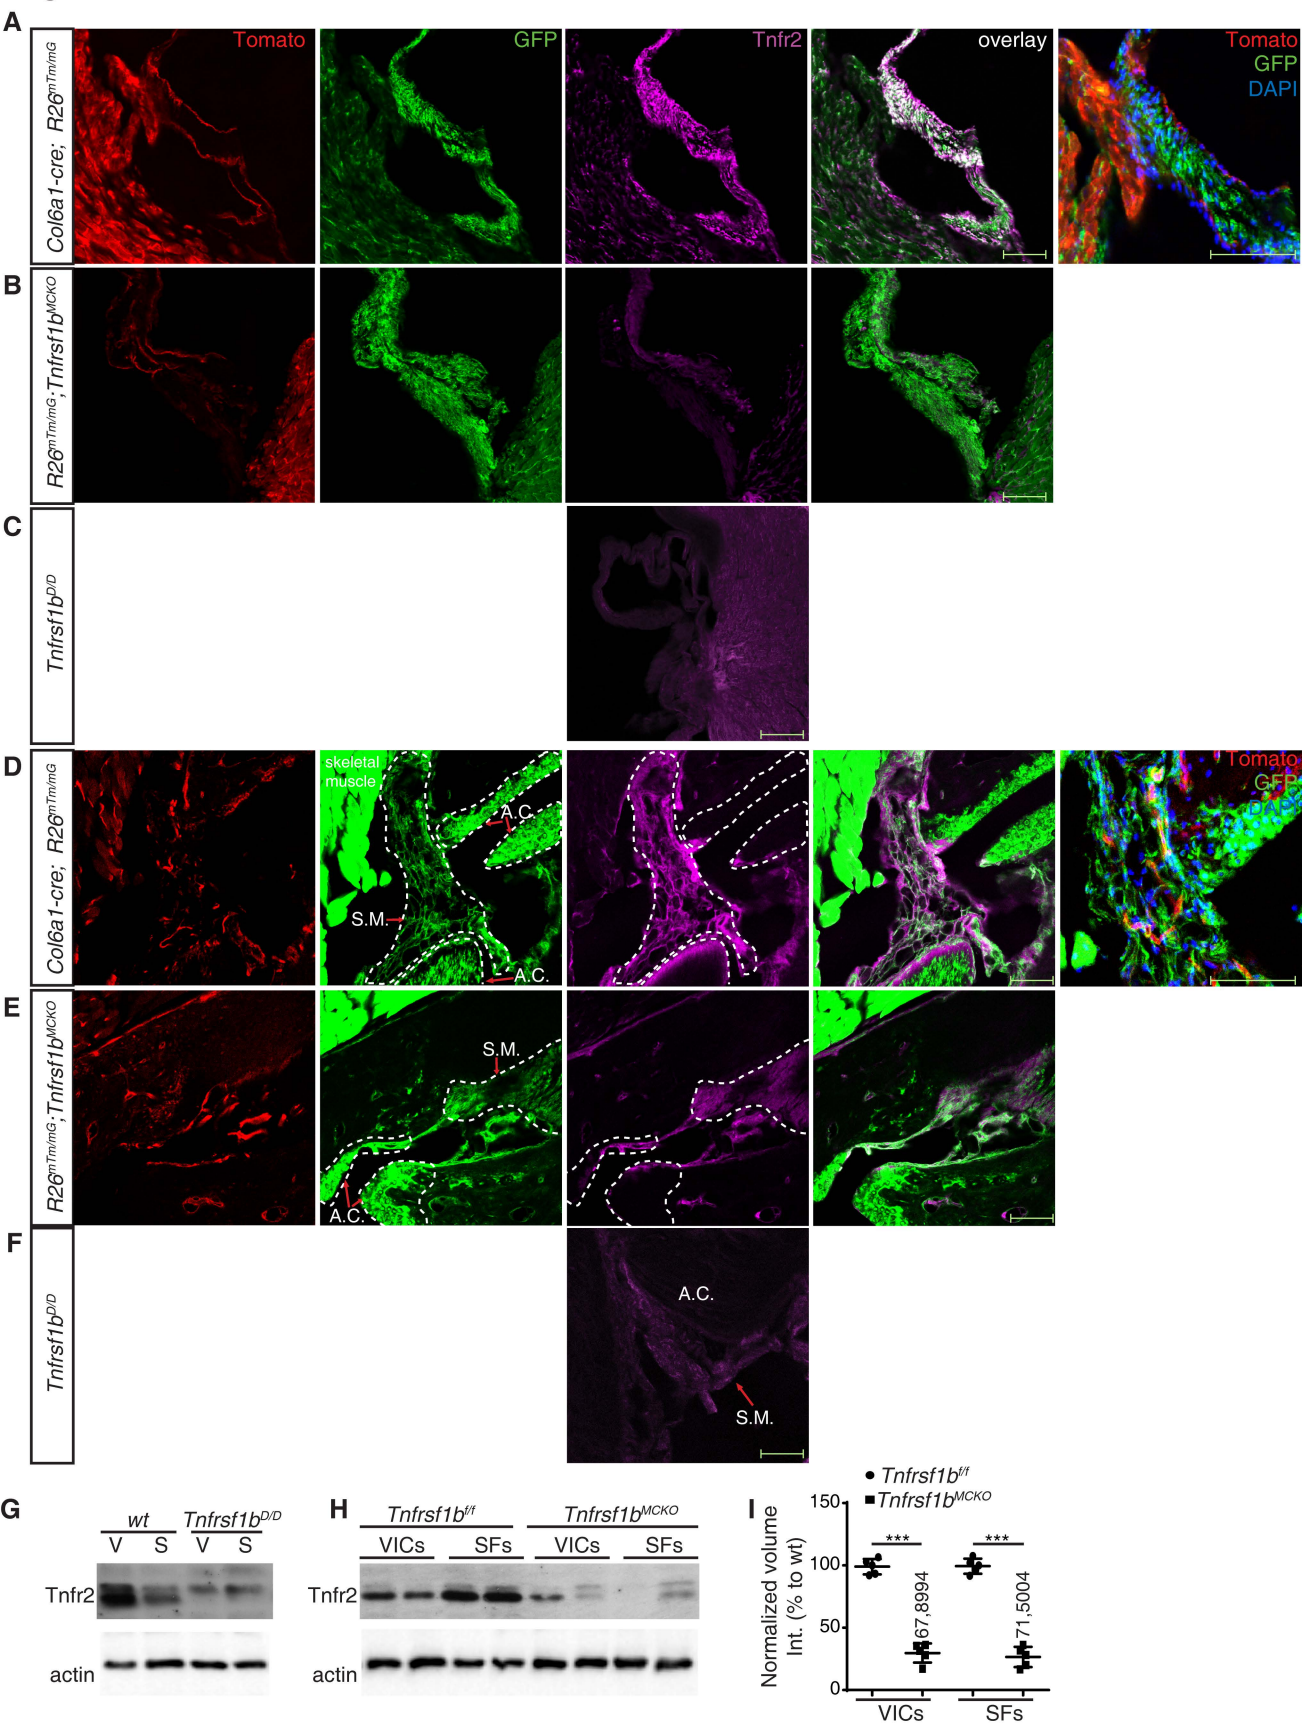 A
Col6a1-cre; R26mTm/mG
Tomato
GFP
Tnfr2
overlay
Tomato
GFP
DAPI
B
R26mTm/mG;Tnfrsf1bMCKO
C
Tnfrsf1bD/D
D
Col6a1-cre; R26mTm/mG
skeletal
muscle
A.C.
S.M.
A.C.
Tomato
GFP
DAPI
E
R26mTm/mG;Tnfrsf1bMCKO
S.M.
A.C.
F
Tnfrsf1bD/D
A.C.
S.M.
G
wt Tnfrsf1bD/D
V S V S
Tnfr2
actin
H
Tnfrsf1bf/f Tnfrsf1bMCKO
VICs SFs VICs SFs
Tnfr2
actin
I
Tnfrsf1bf/f
Tnfrsf1bMCKO
Normalized volume
Int. (% to wt)
150
100
50
0
*** ***
67,8994
71,5004
VICs SFs